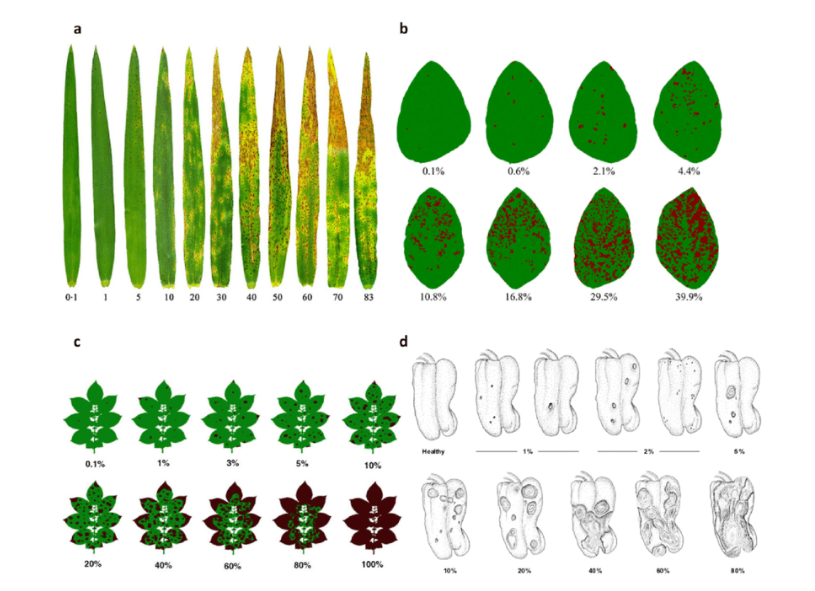 a
0-1 1 5 10 20 30 40 50 60 70 83
b
0.1% 0.6% 2.1% 4.4%
10.8% 16.8% 29.5% 39.9%
c
0.1% 1% 3% 5% 10%
20% 40% 60% 80% 100%
d
Healthy 1% 2% 5%
10% 20% 40% 60% 80%